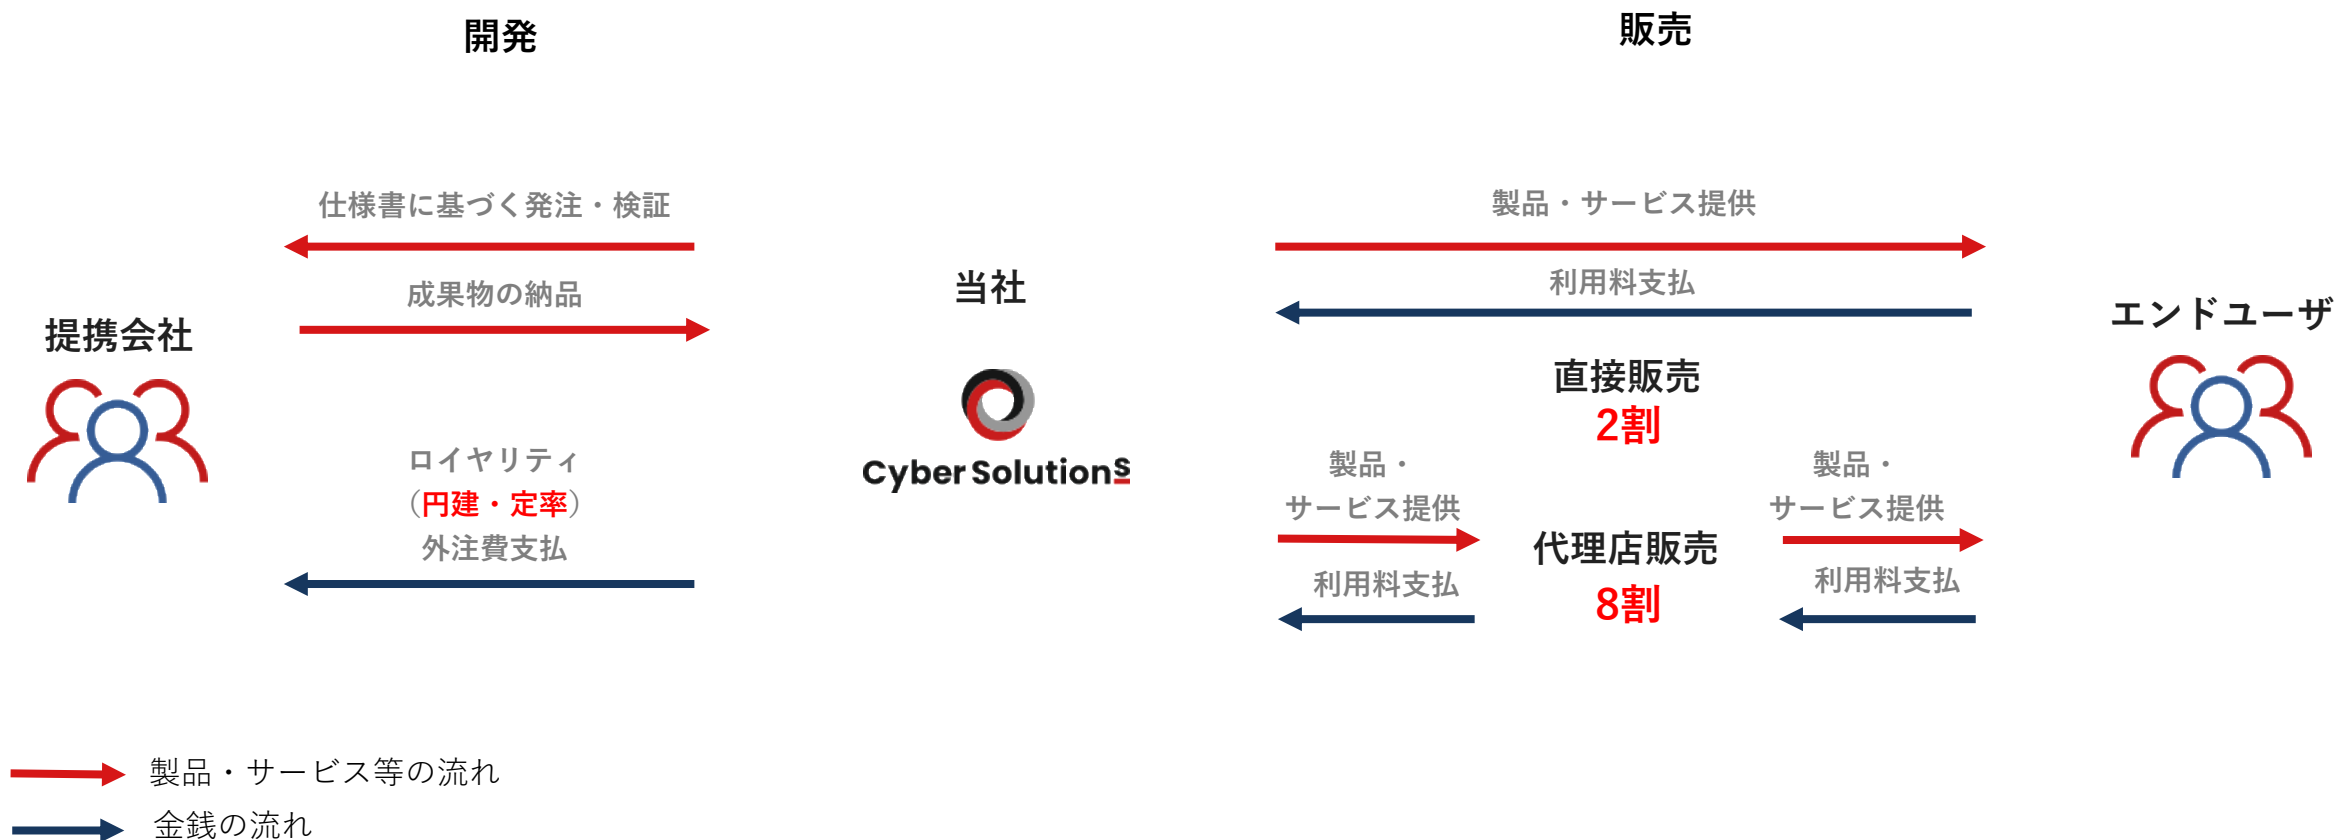 開発
販売
仕様書に基づく発注・検証
成果物の納品
提携会社
ロイヤリティ
（円建・定率）
外注費支払
当社
Cyber Solutions
製品・サービス提供
利用料支払
直接販売
2割
製品・
サービス提供
利用料支払
代理店販売
8割
製品・
サービス提供
利用料支払
エンドユーザ
製品・サービス等の流れ
金銭の流れ